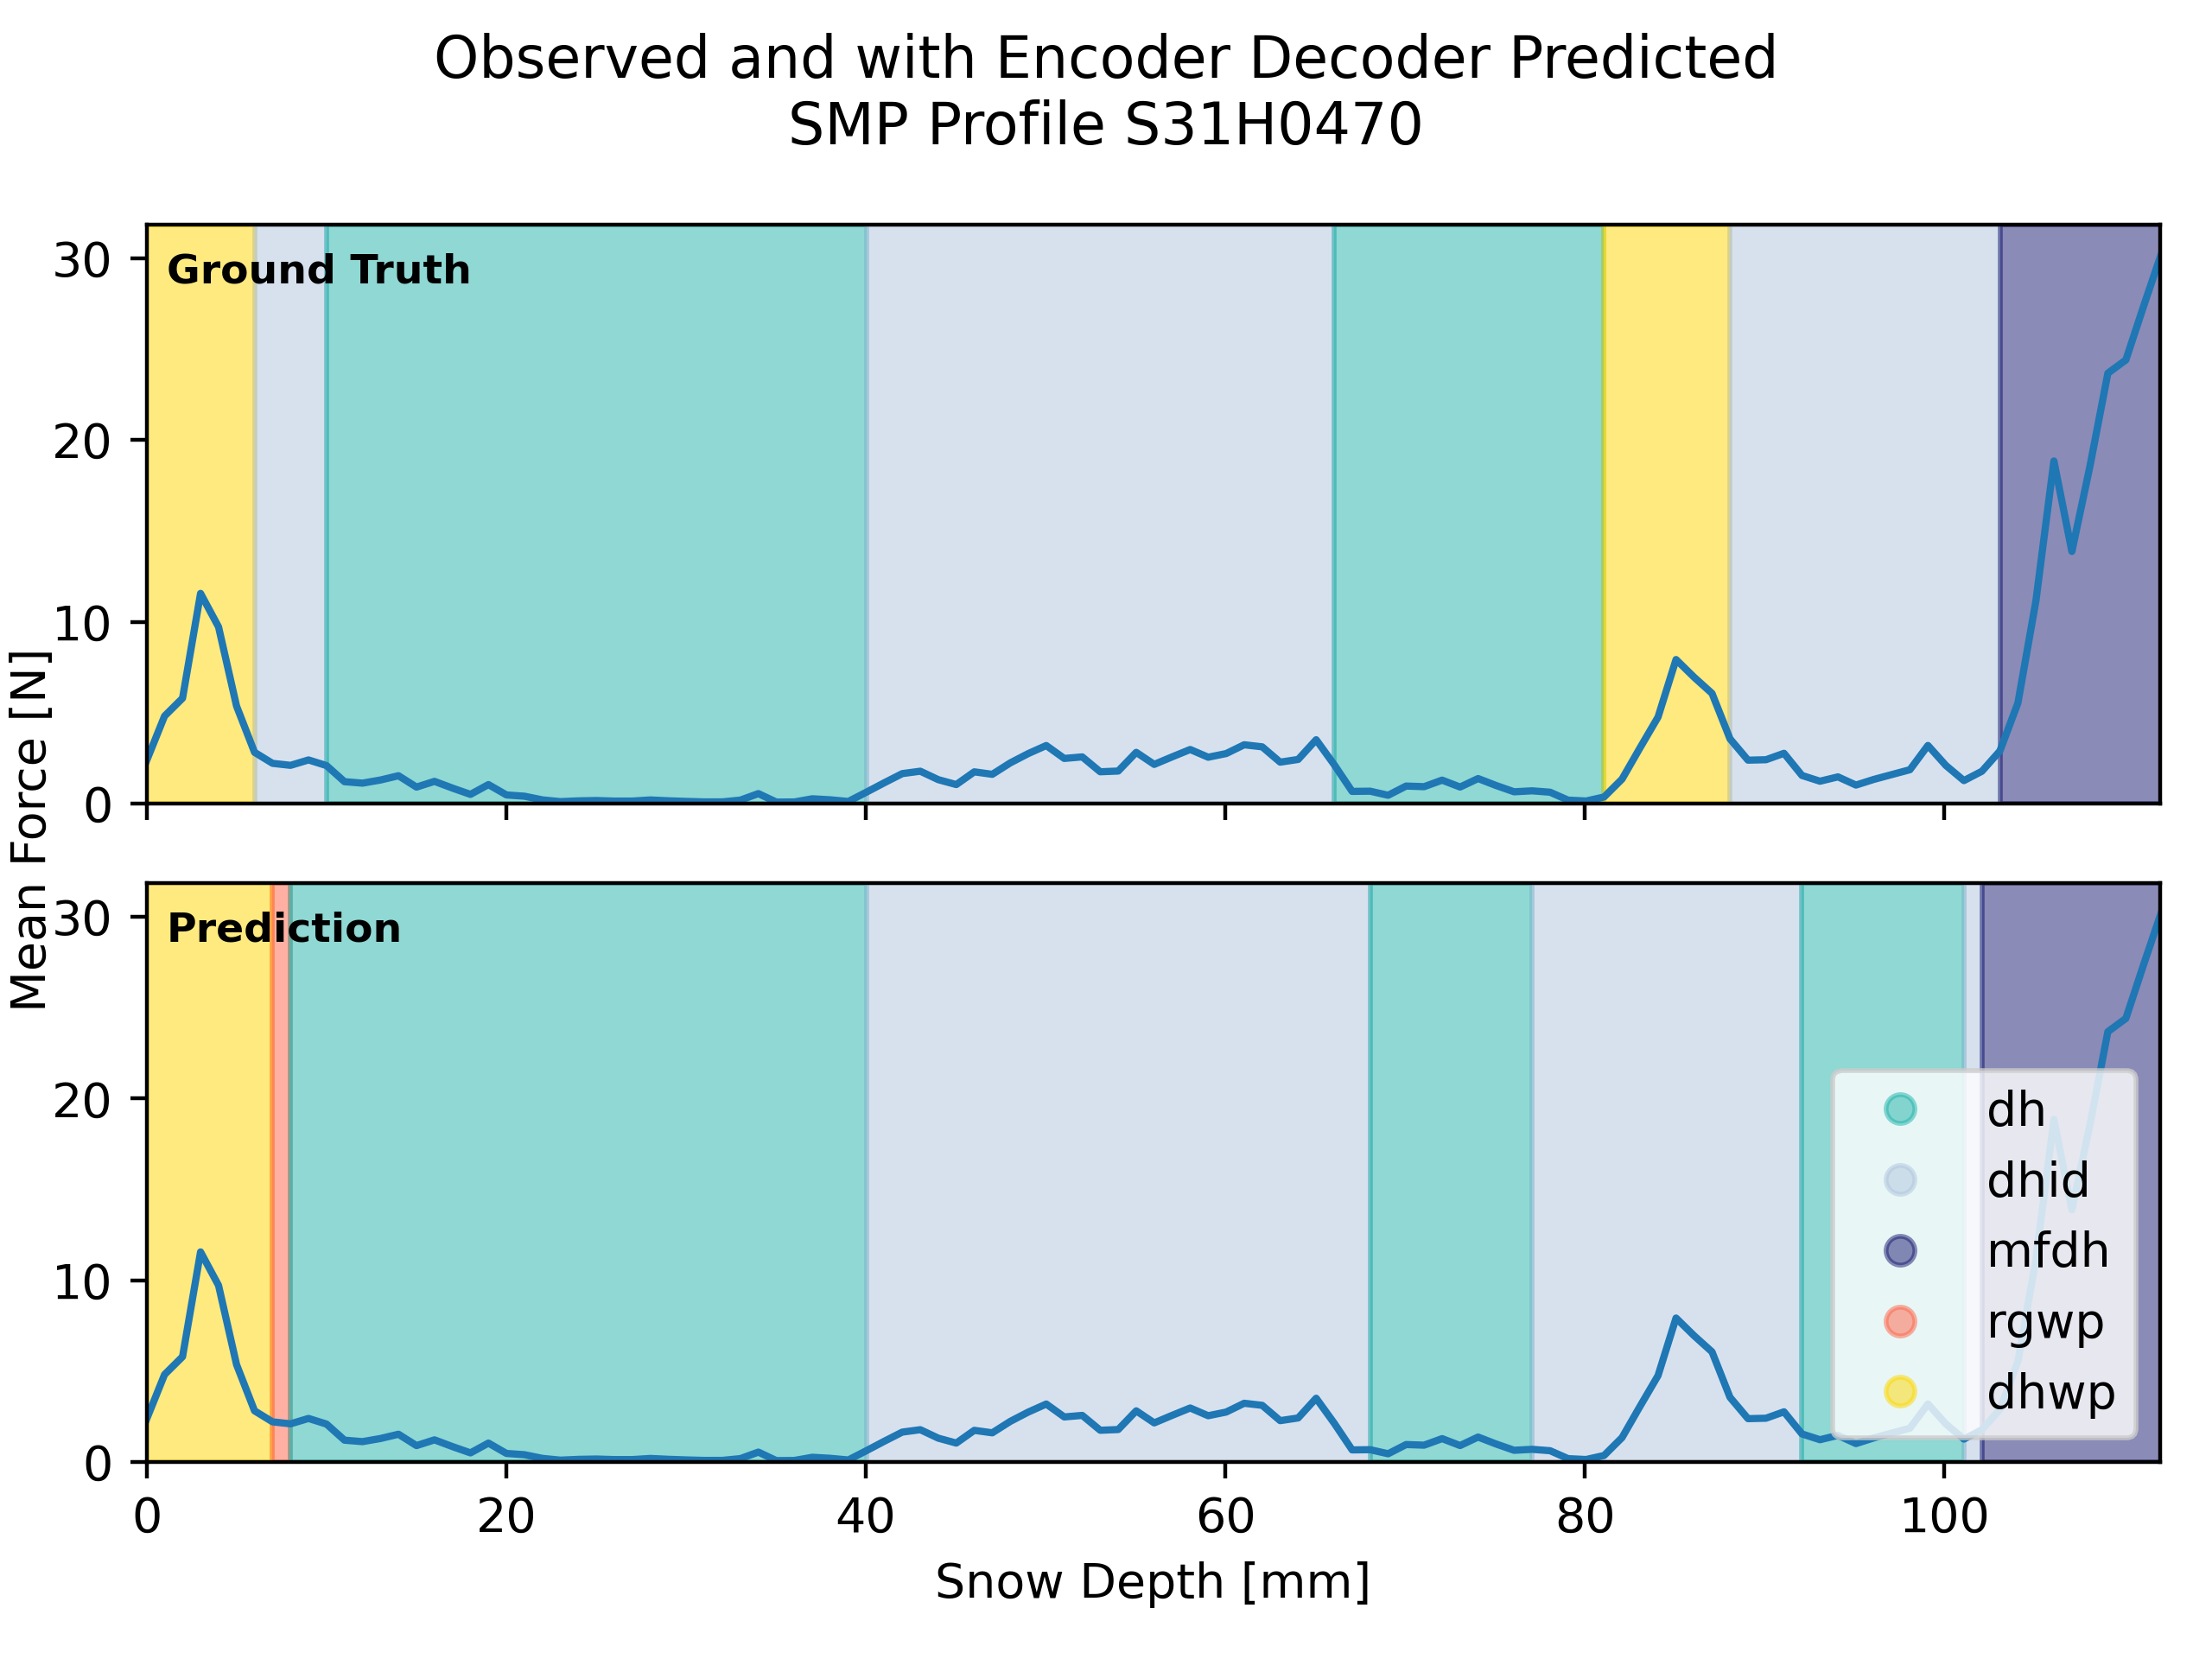 Observed and with Encoder Decoder Predicted
SMP Profile S31H0470
Mean Force [N]
Ground Truth
30
20
10
0
Prediction
30
20
10
0
0 20 40 60 80 100
Snow Depth [mm]
dh
dhid
mfdh
rgwp
dhwp